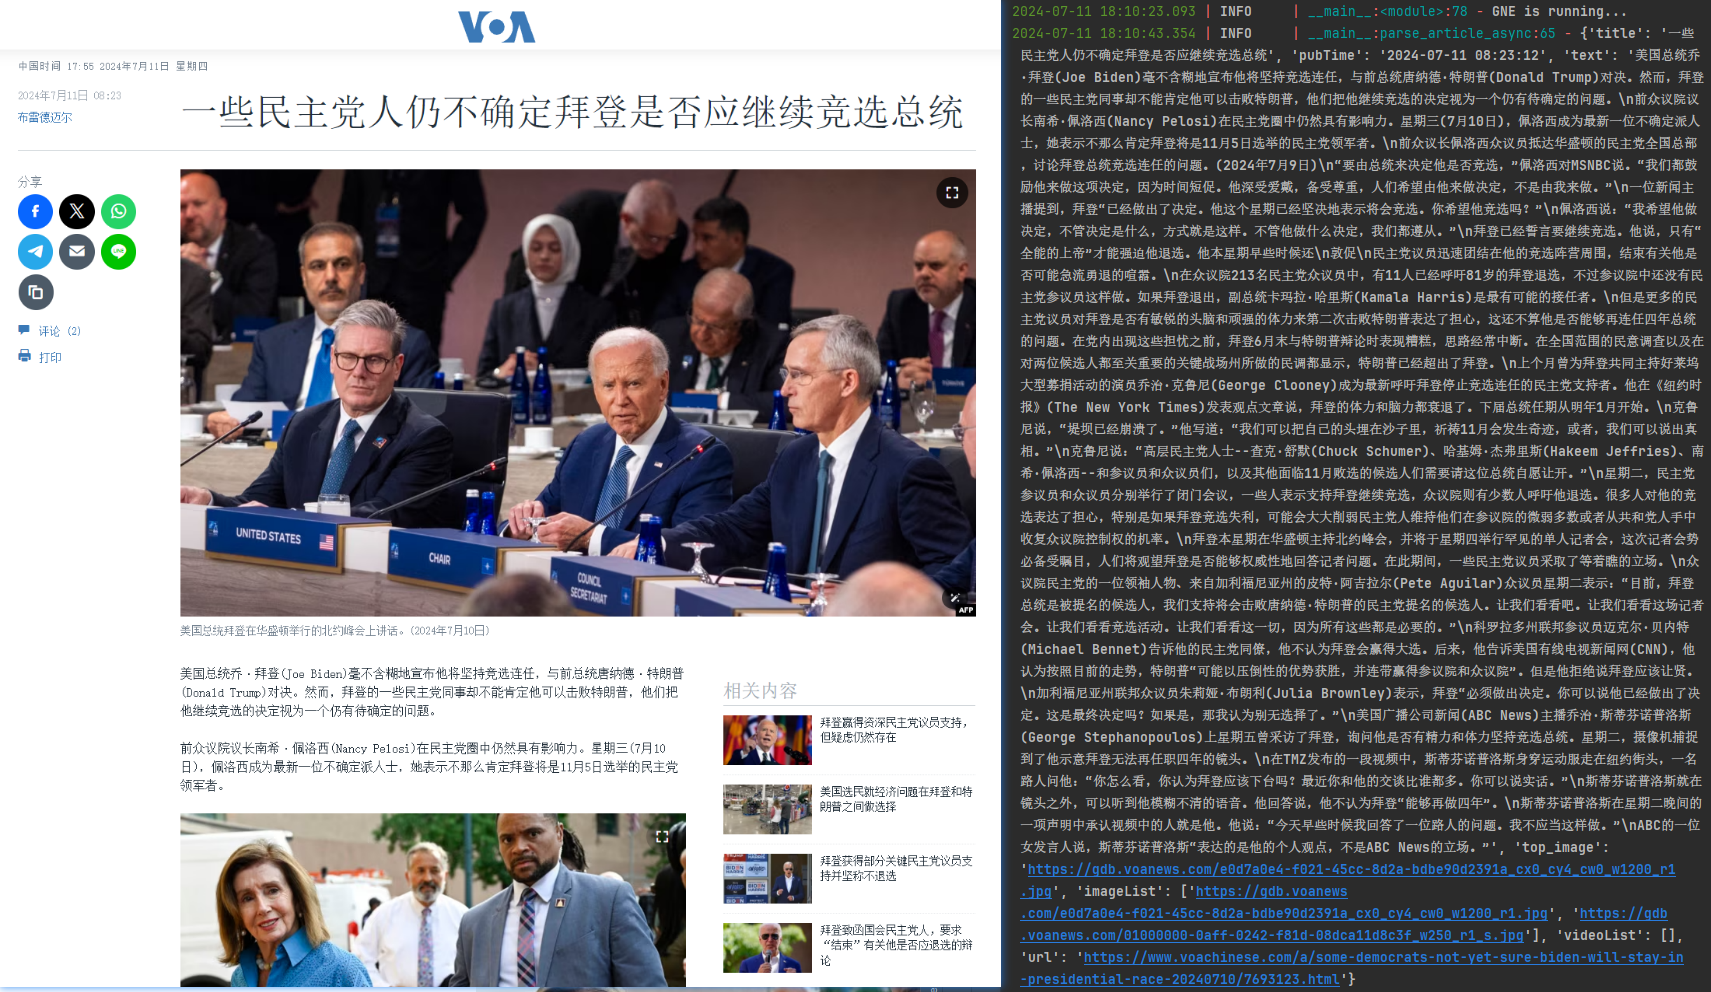 VOA
中国时间 17:55 2024年7月11日 星期四
2024年7月11日 08:23
布雷德迈尔
一些民主党人仍不确定拜登是否应继续竞选总统
分享
评论 (2)
打印
UNITED STATES
CHAIR
COUNCIL
SECRETARIAT
AFP
美国总统拜登在华盛顿举行的北约峰会上讲话。(2024年7月10日)
美国总统乔·拜登(Joe Biden)毫不含糊地宣布他将坚持竞选连任，与前总统唐纳德·特朗普
(Donald Trump)对决。然而，拜登的一些民主党同事却不能肯定他可以击败特朗普，他们把
他继续竞选的决定视为一个仍有待确定的问题。
前众议院议长南希·佩洛西(Nancy Pelosi)在民主党圈中仍然具有影响力。星期三(7月10
日)，佩洛西成为最新一位不确定派人士，她表示不那么肯定拜登将是11月5日选举的民主党
领军者。
相关内容
拜登赢得资深民主党议员支持，
但疑虑仍然存在
美国选民就经济问题在拜登和特
朗普之间做选择
拜登获得部分关键民主党议员支
持并坚称不退选
拜登致函国会民主党人，要求
“结束”有关他是否应退选的辩
论
2024-07-11 18:10:23.093 | INFO | __main__:<module>:78 - GNE is running...
2024-07-11 18:10:43.354 | INFO | __main__:parse_article_async:65 - {'title': '一些
民主党人仍不确定拜登是否应继续竞选总统', 'pubTime': '2024-07-11 08:23:12', 'text': '美国总统乔
·拜登(Joe Biden)毫不含糊地宣布他将坚持竞选连任，与前总统唐纳德·特朗普(Donald Trump)对决。然而，拜登
的一些民主党同事却不能肯定他可以击败特朗普，他们把他继续竞选的决定视为一个仍有待确定的问题。\n前众议院议
长南希·佩洛西(Nancy Pelosi)在民主党圈中仍然具有影响力。星期三(7月10日)，佩洛西成为最新一位不确定派人
士，她表示不那么肯定拜登将是11月5日选举的民主党领军者。\n前众议长佩洛西众议员抵达华盛顿的民主党全国总部
，讨论拜登总统竞选连任的问题。(2024年7月9日)\n“要由总统来决定他是否竞选，”佩洛西对MSNBC说。“我们都鼓
励他来做这项决定，因为时间短促。他深受爱戴，备受尊重，人们希望由他来做决定，不是由我来做。”\n一位新闻主
播提到，拜登“已经做出了决定。他这个星期已经坚决地表示将会竞选。你希望他竞选吗？”\n佩洛西说：“我希望他做
决定，不管决定是什么，方式就是这样。不管他做什么决定，我们都遵从。”\n拜登已经誓言要继续竞选。他说，只有“
全能的上帝”才能强迫他退选。他本星期早些时候还\n敦促\n民主党议员迅速团结在他的竞选阵营周围，结束有关他是
否可能急流勇退的喧嚣。\n在众议院213名民主党众议员中，有11人已经呼吁81岁的拜登退选，不过参议院中还没有民
主党参议员这样做。如果拜登退出，副总统卡玛拉·哈里斯(Kamala Harris)是最有可能的接任者。\n但是更多的民
主党议员对拜登是否有敏锐的头脑和顽强的体力来第二次击败特朗普表达了担心，这还不算他是否能够再连任四年总统
的问题。在党内出现这些担忧之前，拜登6月末与特朗普辩论时表现糟糕，思路经常中断。在全国范围的民意调查以及在
对两位候选人都至关重要的关键战场州所做的民调都显示，特朗普已经超出了拜登。\n上个月曾为拜登共同主持好莱坞
大型募捐活动的演员乔治·克鲁尼(George Clooney)成为最新呼吁拜登停止竞选连任的民主党支持者。他在《纽约时
报》(The New York Times)发表观点文章说，拜登的体力和脑力都衰退了。下届总统任期从明年1月开始。\n克鲁
尼说，“堤坝已经崩溃了。”他写道：“我们可以把自己的头埋在沙子里，祈祷11月会发生奇迹，或者，我们可以说出真
相。”\n克鲁尼说：“高层民主党人士--查克·舒默(Chuck Schumer)、哈基姆·杰弗里斯(Hakeem Jeffries)、南
希·佩洛西--和参议员和众议员们，以及其他面临11月败选的候选人们需要请这位总统自愿让开。”\n星期二，民主党
参议员和众议员分别举行了闭门会议，一些人表示支持拜登继续竞选，众议院则有少数人呼吁他退选。很多人对他的竞
选表达了担心，特别是如果拜登竞选失利，可能会大大削弱民主党人维持他们在参议院的微弱多数或者从共和党人手中
收复众议院控制权的机率。\n拜登本星期在华盛顿主持北约峰会，并将于星期四举行罕见的单人记者会，这次记者会势
必备受瞩目，人们将观望拜登是否能够权威性地回答记者问题。在此期间，一些民主党议员采取了等着瞧的立场。\n众
议院民主党的一位领袖人物、来自加利福尼亚州的皮特·阿吉拉尔(Pete Aguilar)众议员星期二表示：“目前，拜登
总统是被提名的候选人，我们支持将会击败唐纳德·特朗普的民主党提名的候选人。让我们看看吧。让我们看看这场记者
会。让我们看看竞选活动。让我们看看这一切，因为所有这些都是必要的。”\n科罗拉多州联邦参议员迈克尔·贝内特
(Michael Bennet)告诉他的民主党同僚，他不认为拜登会赢得大选。后来，他告诉美国有线电视新闻网(CNN)，他
认为按照目前的走势，特朗普“可能以压倒性的优势获胜，并连带赢得参议院和众议院”。但是他拒绝说拜登应该让贤。
\n加利福尼亚州联邦众议员朱莉娅·布朗利(Julia Brownley)表示，拜登“必须做出决定。你可以说他已经做出了决
定。这是最终决定吗？如果是，那我认为别无选择了。”\n美国广播公司新闻(ABC News)主播乔治·斯蒂芬诺普洛斯
(George Stephanopoulos)上星期五曾采访了拜登，询问他是否有精力和体力坚持竞选总统。星期二，摄像机捕捉
到了他示意拜登无法再任职四年的镜头。\n在TMZ发布的一段视频中，斯蒂芬诺普洛斯身穿运动服走在纽约街头，一名
路人问他：“你怎么看，你认为拜登应该下台吗？最近你和他的交谈比谁都多。你可以说实话。”\n斯蒂芬诺普洛斯就在
镜头之外，可以听到他模糊不清的语音。他回答说，他不认为拜登“能够再做四年”。\n斯蒂芬诺普洛斯在星期二晚间的
一项声明中承认视频中的人就是他。他说：“今天早些时候我回答了一位路人的问题。我不应当这样做。”\nABC的一位
女发言人说，斯蒂芬诺普洛斯“表达的是他的个人观点，不是ABC News的立场。”', 'top_image':
'https://gdb.voanews.com/e0d7a0e4-f021-45cc-8d2a-bdbe90d2391a_cx0_cy4_cw0_w1200_r1
.jpg', 'imageList': ['https://gdb.voanews
.com/e0d7a0e4-f021-45cc-8d2a-bdbe90d2391a_cx0_cy4_cw0_w1200_r1.jpg', 'https://gdb
.voanews.com/01000000-0aff-0242-f81d-08dca11d8c3f_w250_r1_s.jpg'], 'videoList': [],
'url': 'https://www.voachinese.com/a/some-democrats-not-yet-sure-biden-will-stay-in
-presidential-race-20240710/7693123.html'}